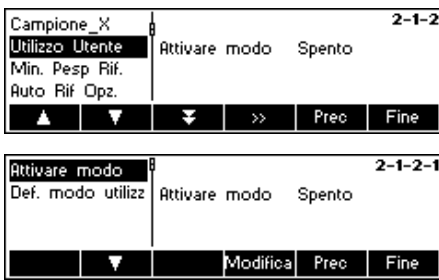 Campione_X
2-1-2
Utilizzo Utente
Attivare modo Spento
Min. Pesp Rif.
Auto Rif Opz.
>> Prec Fine
Attivare modo
2-1-2-1
Def. modo utilizz
Attivare modo Spento
Modifica Prec Fine